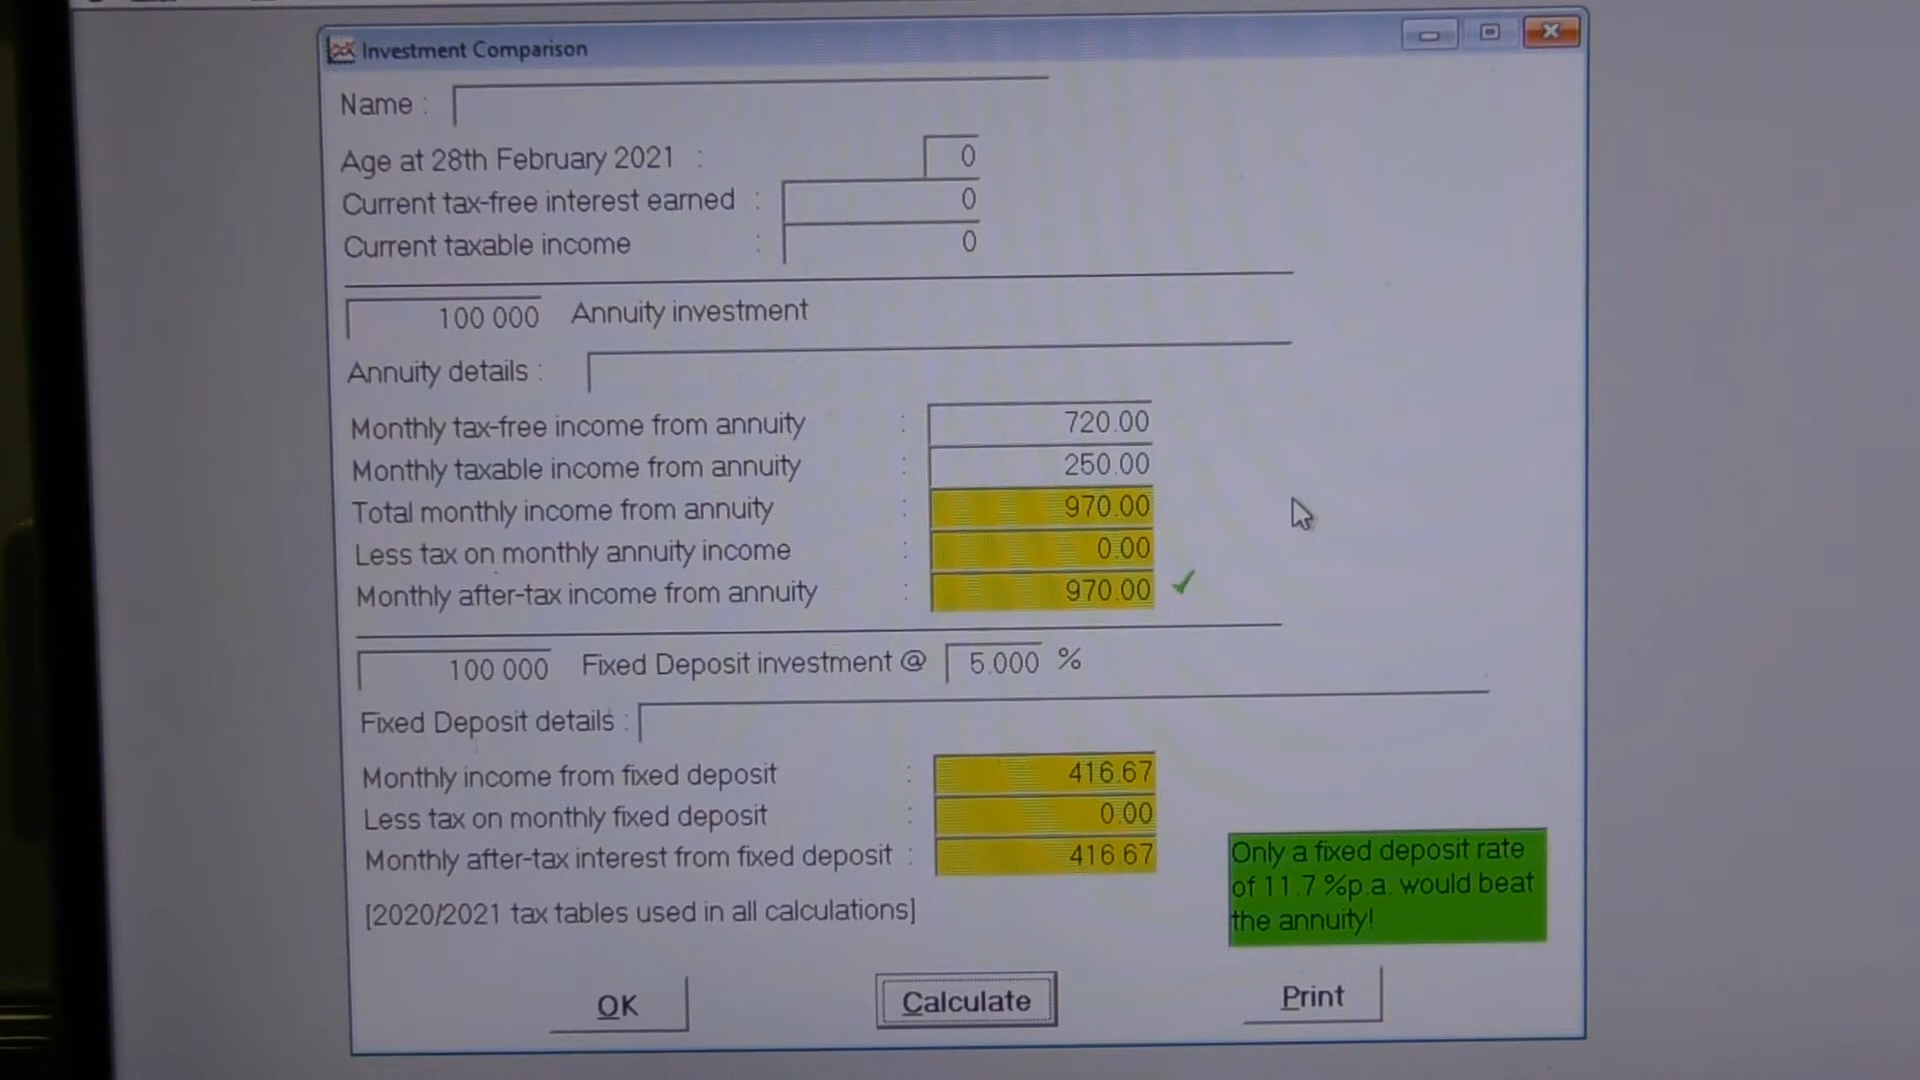 Investment Comparison
Name :
Age at 28th February 2021 : 0
Current tax-free interest earned : 0
Current taxable income : 0
100 000 Annuity investment
Annuity details :
Monthly tax-free income from annuity : 720.00
Monthly taxable income from annuity : 250.00
Total monthly income from annuity : 970.00
Less tax on monthly annuity income : 0.00
Monthly after-tax income from annuity : 970.00
100 000 Fixed Deposit investment @ 5.000 %
Fixed Deposit details :
Monthly income from fixed deposit : 416.67
Less tax on monthly fixed deposit : 0.00
Monthly after-tax interest from fixed deposit : 416.67
[2020/2021 tax tables used in all calculations]
Only a fixed deposit rate
of 11.7 %p.a. would beat
the annuity!
OK Calculate Print